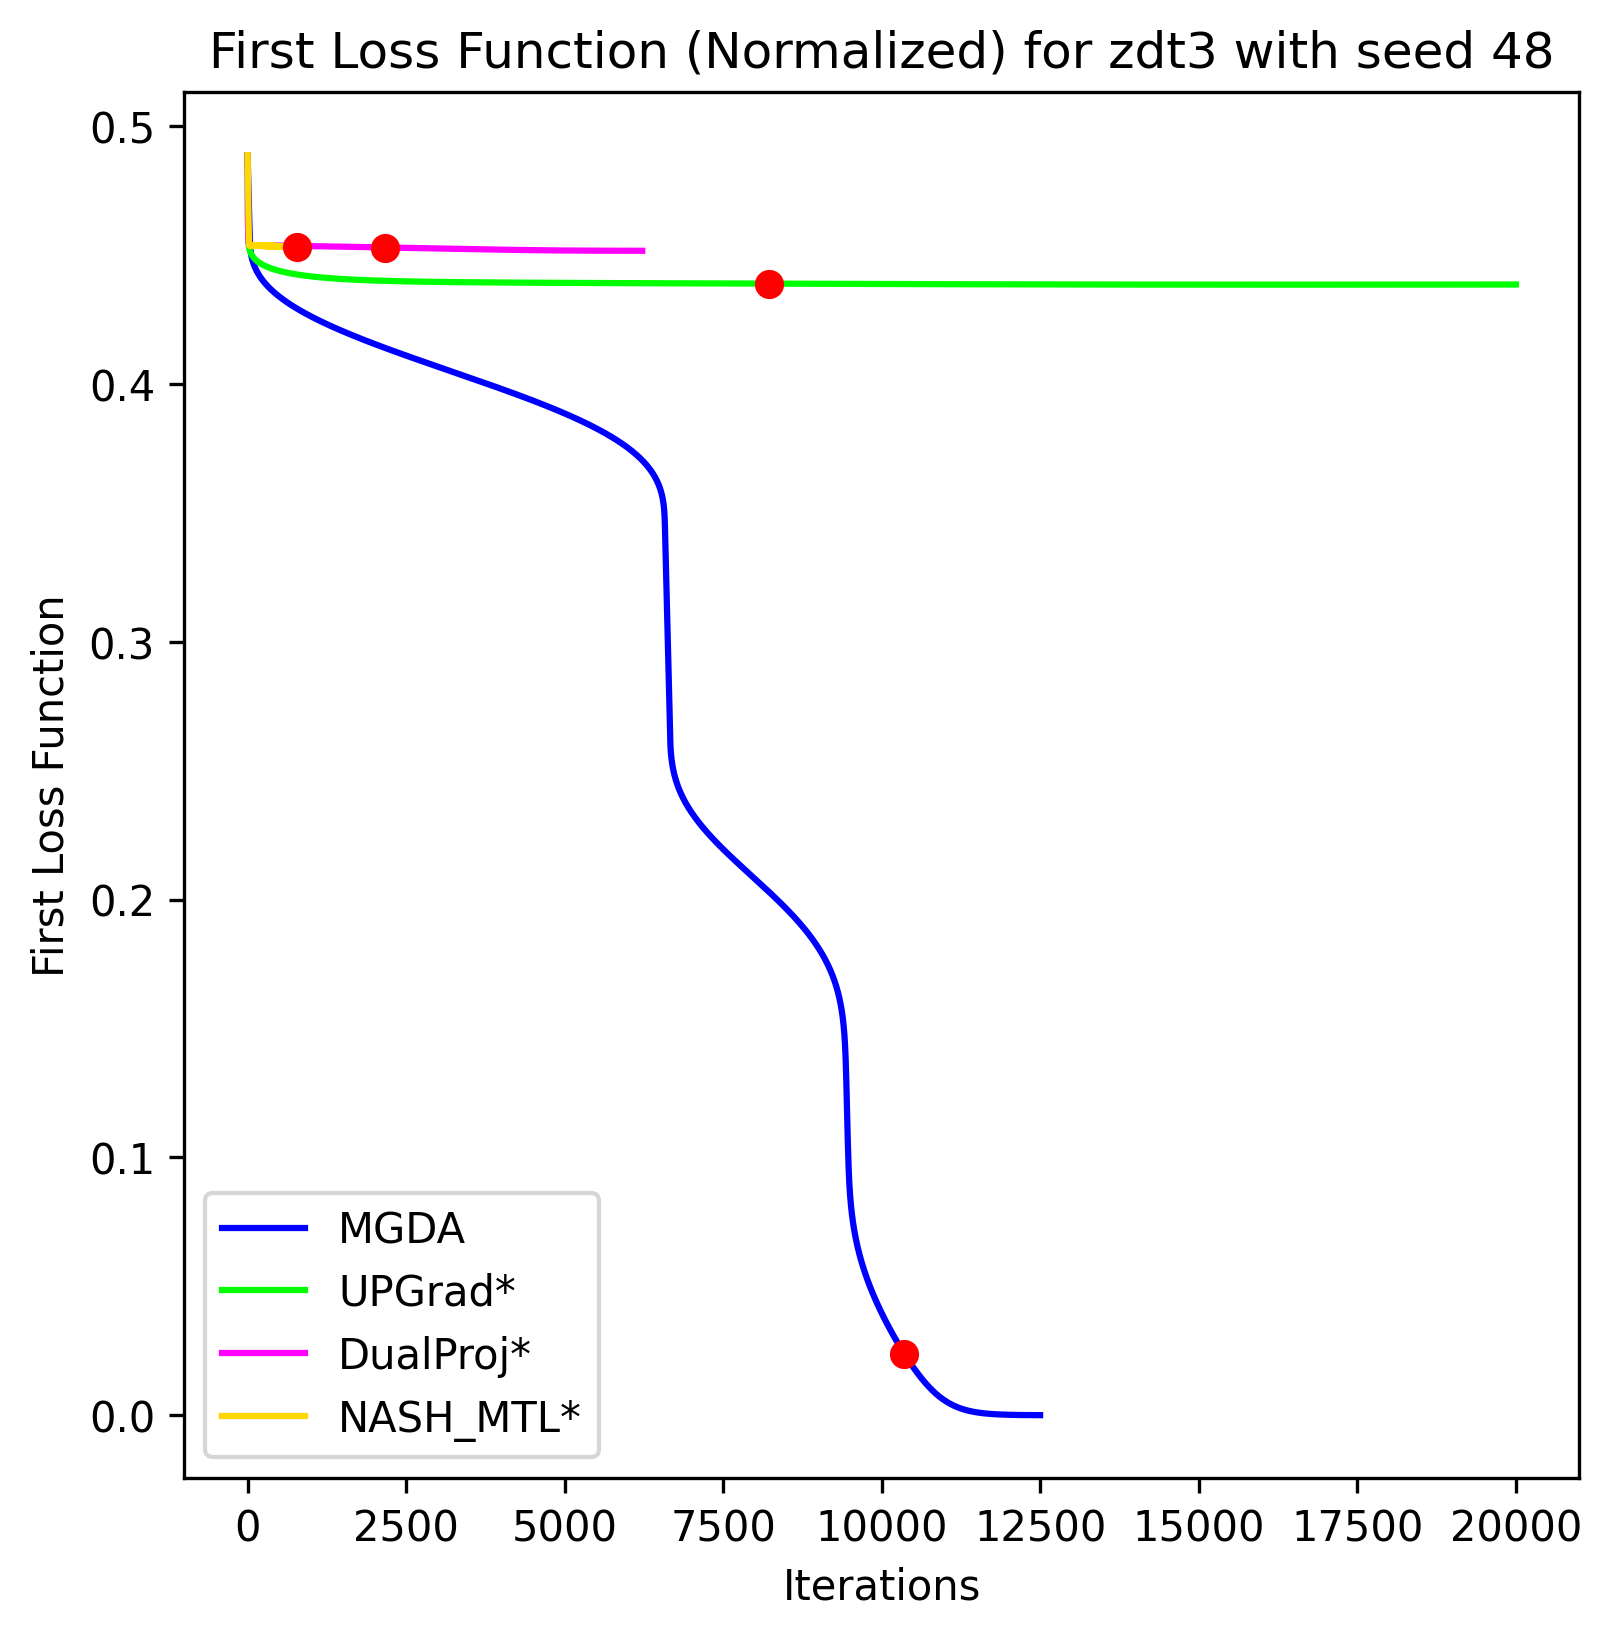 First Loss Function (Normalized) for zdt3 with seed 48
First Loss Function
0.5
0.4
0.3
0.2
0.1
0.0
MGDA
UPGrad*
DualProj*
NASH_MTL*
0 2500 5000 7500 10000 12500 15000 17500 20000
Iterations